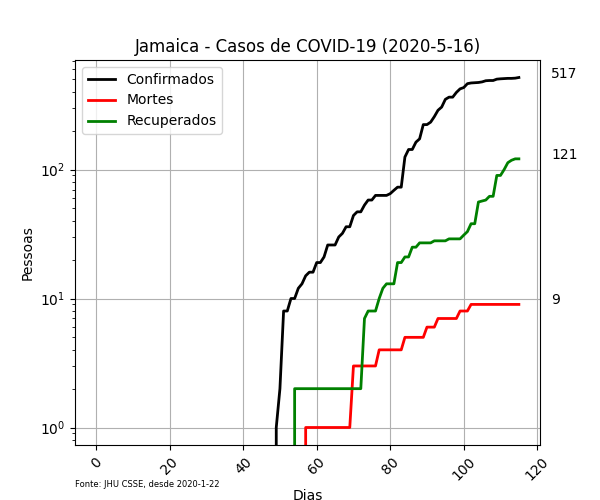 Jamaica - Casos de COVID-19 (2020-5-16)
Confirmados
Mortes
Recuperados
517
121
9
10²
10¹
10⁰
Pessoas
0
20
40
60
80
100
120
Fonte: JHU CSSE, desde 2020-1-22
Dias